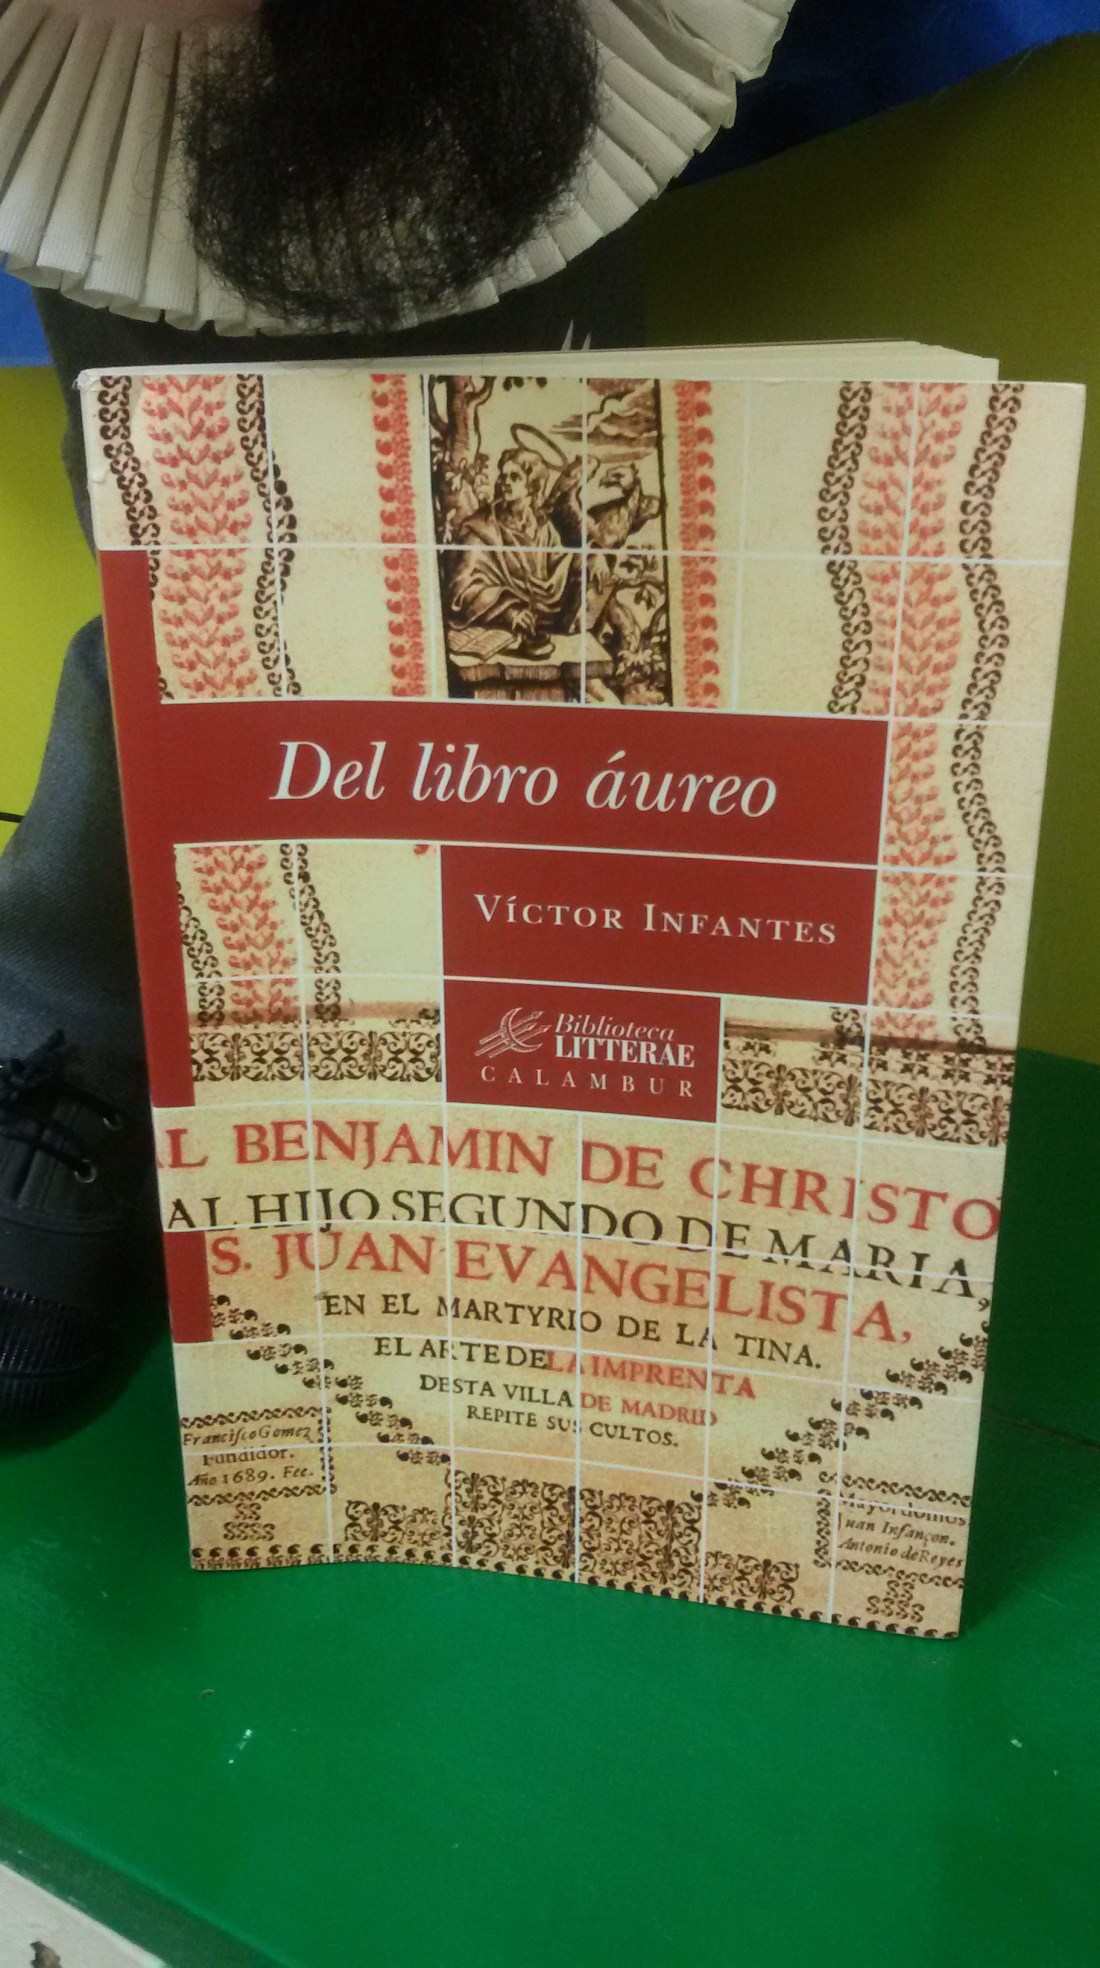 Del libro áureo
VÍCTOR INFANTES
Biblioteca
LITTERAE
CALAMBUR
AL BENJAMIN DE CHRISTO
AL HIJO SEGUNDO DE MARIA,
S. JUAN EVANGELISTA,
EN EL MARTYRIO DE LA TINA.
EL ARTE DE LA IMPRENTA
DESTA VILLA DE MADRID
REPITE SUS CULTOS.
Francisco Gomez
Fundidor.
Año 1689. Fec.
Mayordomos
Juan Infançon.
Antonio de Reyes